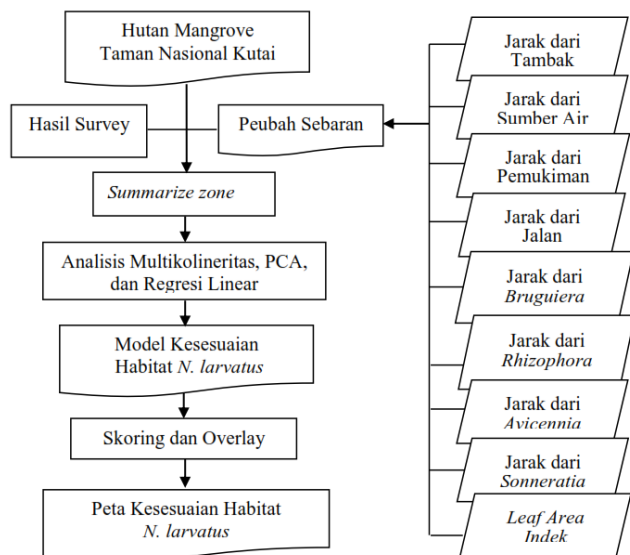 Hutan Mangrove
Taman Nasional Kutai
Hasil Survey
Peubah Sebaran
Summarize zone
Analisis Multikolineritas, PCA,
dan Regresi Linear
Model Kesesuaian
Habitat N. larvatus
Skoring dan Overlay
Peta Kesesuaian Habitat
N. larvatus
Jarak dari
Tambak
Jarak dari
Sumber Air
Jarak dari
Pemukiman
Jarak dari
Jalan
Jarak dari
Bruguiera
Jarak dari
Rhizophora
Jarak dari
Avicennia
Jarak dari
Sonneratia
Leaf Area
Indek